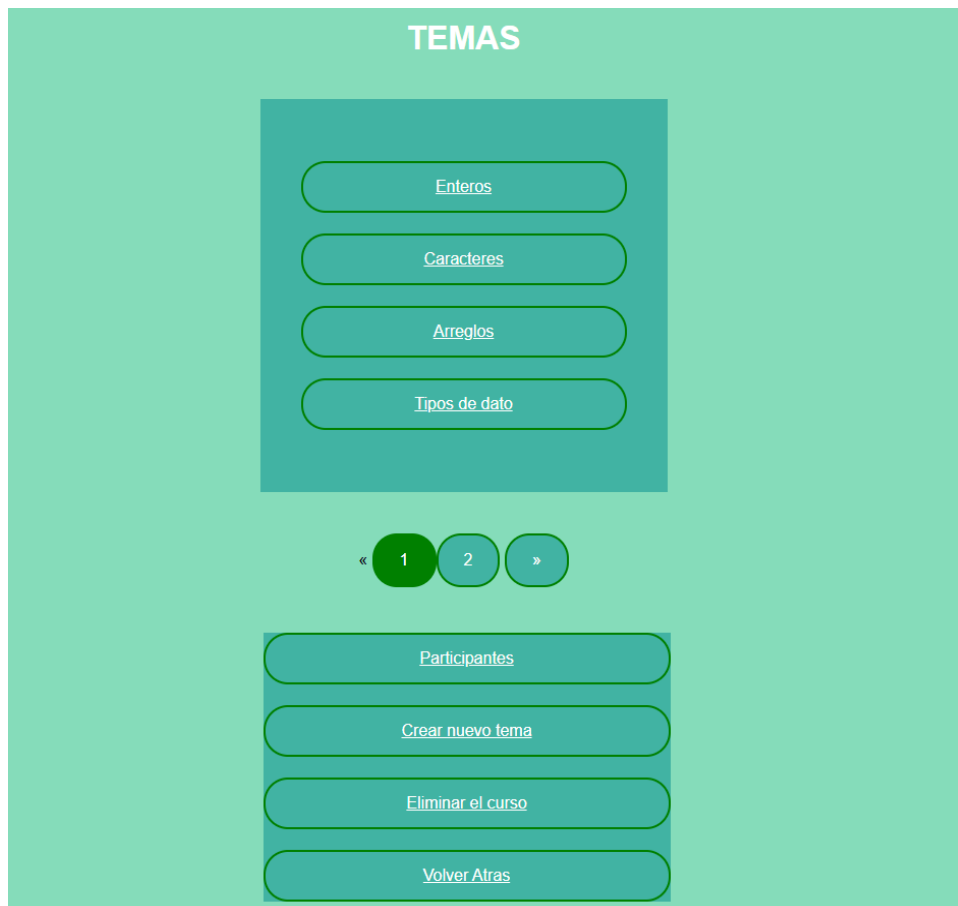 TEMAS
Enteros
Caracteres
Arreglos
Tipos de dato
« 1 2 »
Participantes
Crear nuevo tema
Eliminar el curso
Volver Atras